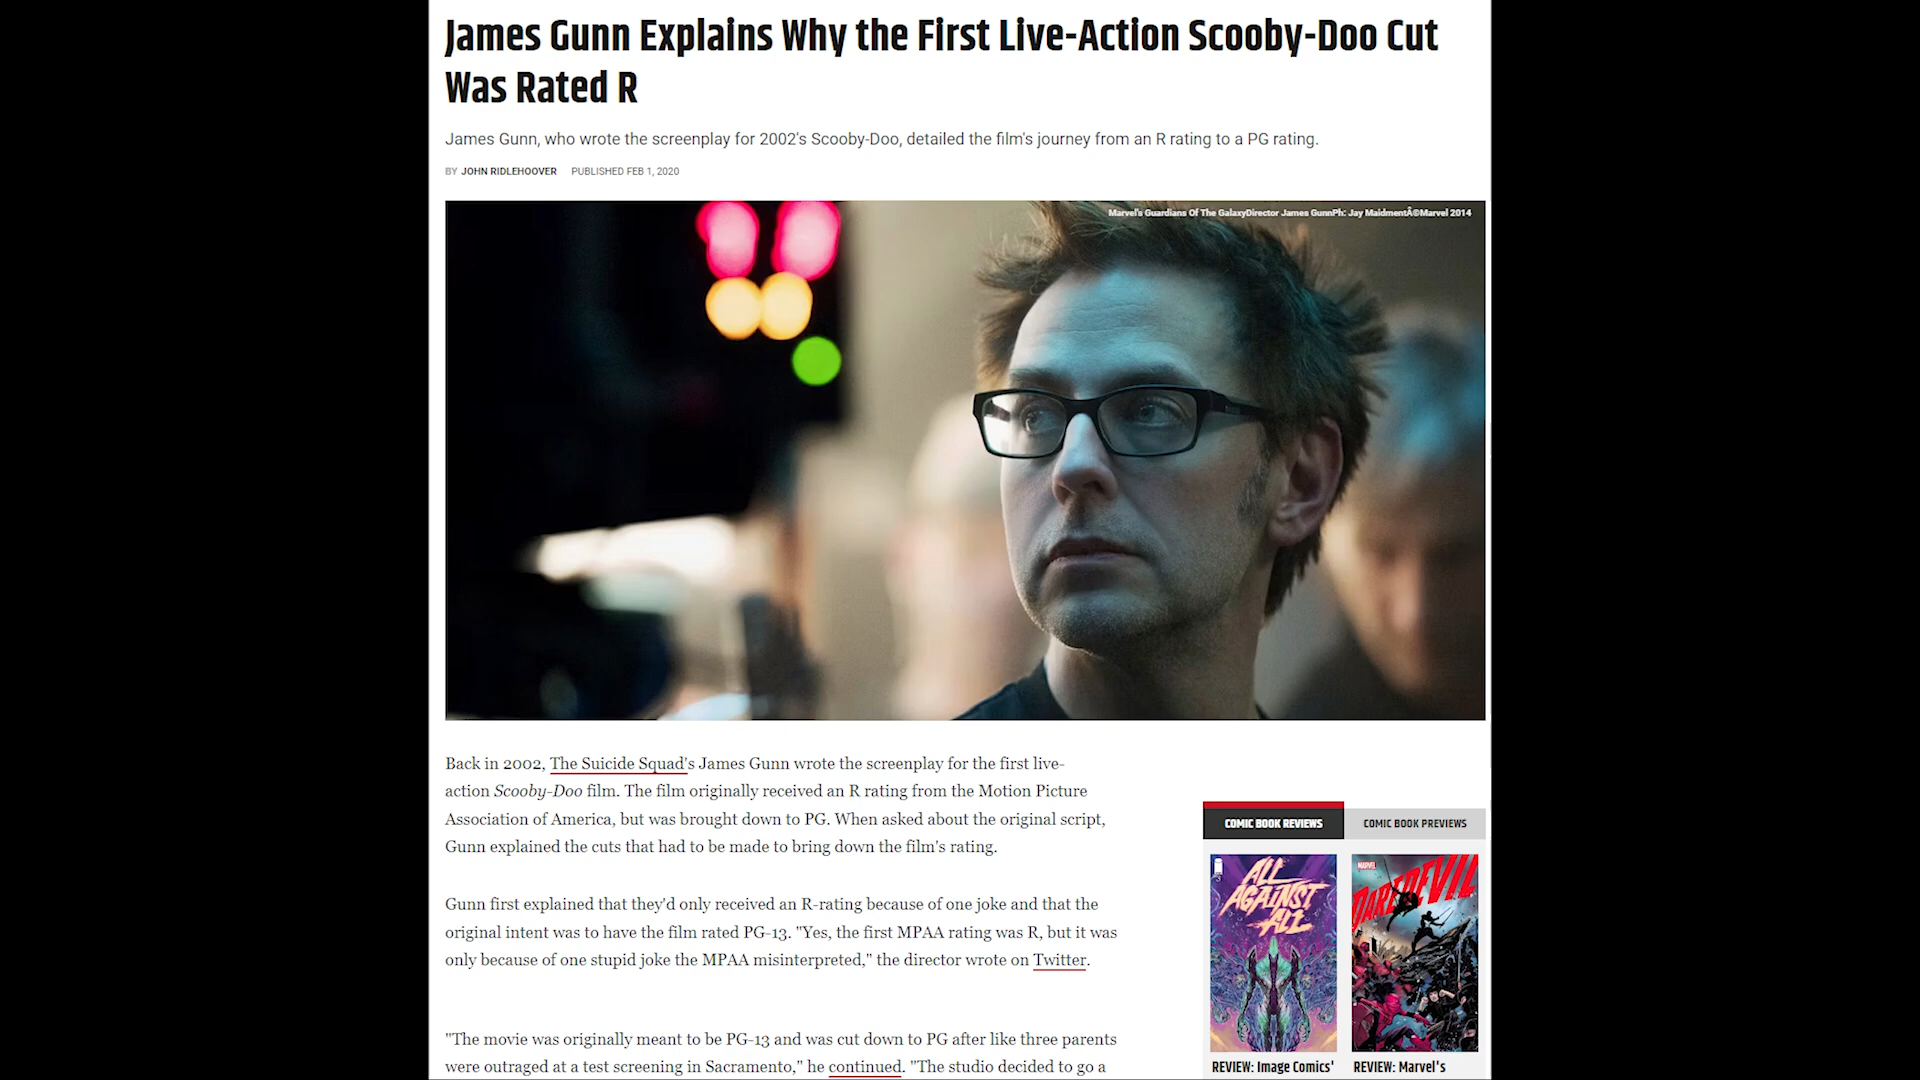 James Gunn Explains Why the First Live-Action Scooby-Doo Cut
Was Rated R
James Gunn, who wrote the screenplay for 2002's Scooby-Doo, detailed the film's journey from an R rating to a PG rating.
BY JOHN RIDLEHOOVER PUBLISHED FEB 1, 2020
Marvel's Guardians Of The GalaxyDirector James GunnPh: Jay MaidmentÂ©Marvel 2014
Back in 2002, The Suicide Squad's James Gunn wrote the screenplay for the first live-
action Scooby-Doo film. The film originally received an R rating from the Motion Picture
Association of America, but was brought down to PG. When asked about the original script,
Gunn explained the cuts that had to be made to bring down the film's rating.
Gunn first explained that they'd only received an R-rating because of one joke and that the
original intent was to have the film rated PG-13. "Yes, the first MPAA rating was R, but it was
only because of one stupid joke the MPAA misinterpreted," the director wrote on Twitter.
"The movie was originally meant to be PG-13 and was cut down to PG after like three parents
were outraged at a test screening in Sacramento," he continued. "The studio decided to go a
COMIC BOOK REVIEWS
COMIC BOOK PREVIEWS
ALL
AGAINST
ALL
MARVEL
DAREDEVIL
REVIEW: Image Comics'
REVIEW: Marvel's